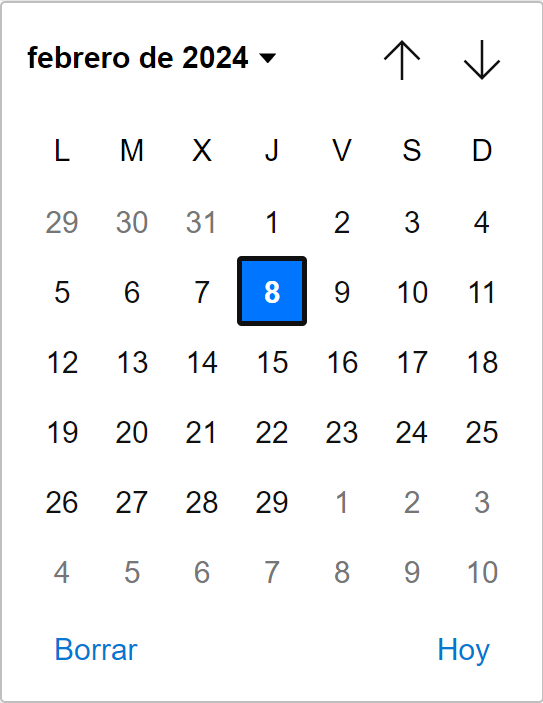 febrero de 2024
L M X J V S D
29 30 31 1 2 3 4
5 6 7 8 9 10 11
12 13 14 15 16 17 18
19 20 21 22 23 24 25
26 27 28 29 1 2 3
4 5 6 7 8 9 10
Borrar Hoy